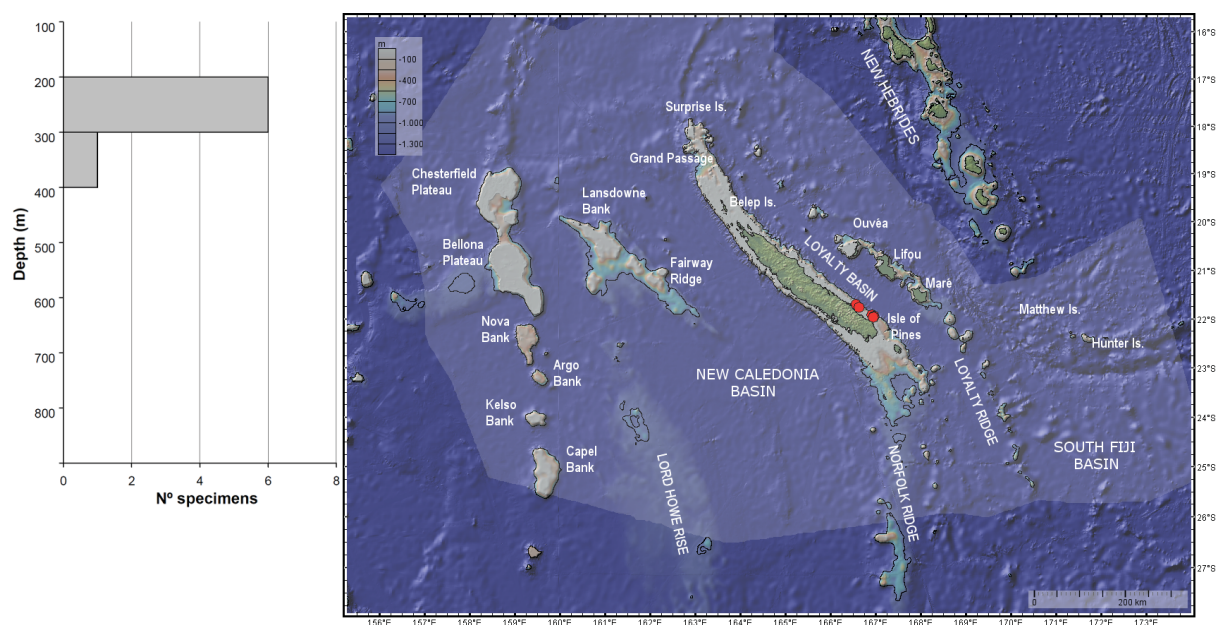 100
200
300
400
500
600
700
800
Depth (m)
0
2
4
6
8
Nº specimens
m
-100
-400
-700
-1.000
-1.300
Surprise Is.
Grand Passage
Chesterfield
Plateau
Lansdowne
Bank
Belep Is.
Bellona
Plateau
Fairway
Ridge
Nova
Bank
Argo
Bank
Kelso
Bank
Capel
Bank
NEW CALEDONIA
BASIN
LORD HOWE RISE
NEW HEBRIDES
Ouvéa
Lifou
Maré
LOYALTY BASIN
Isle of
Pines
Matthew Is.
Hunter Is.
LOYALTY RIDGE
NORFOLK RIDGE
SOUTH FIJI
BASIN
0
200 km
16°S
17°S
18°S
19°S
20°S
21°S
22°S
23°S
24°S
25°S
26°S
27°S
156°E
157°E
158°E
159°E
160°E
161°E
162°E
163°E
164°E
165°E
166°E
167°E
168°E
169°E
170°E
171°E
172°E
173°E